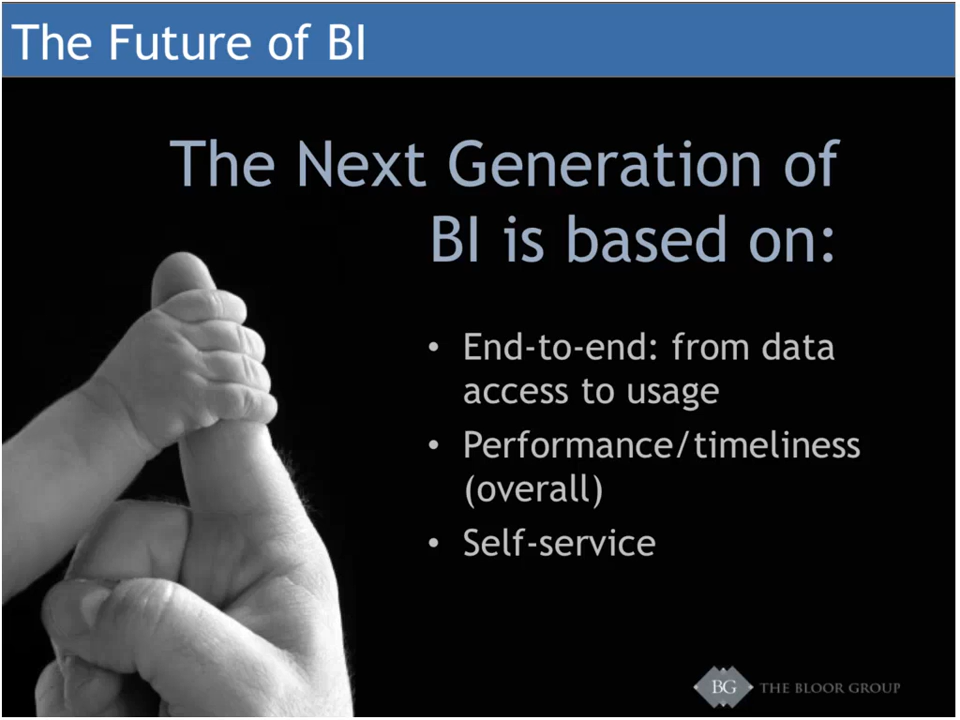 The Future of BI
The Next Generation of
BI is based on:
• End-to-end: from data
access to usage
• Performance/timeliness
(overall)
• Self-service
BG THE BLOOR GROUP